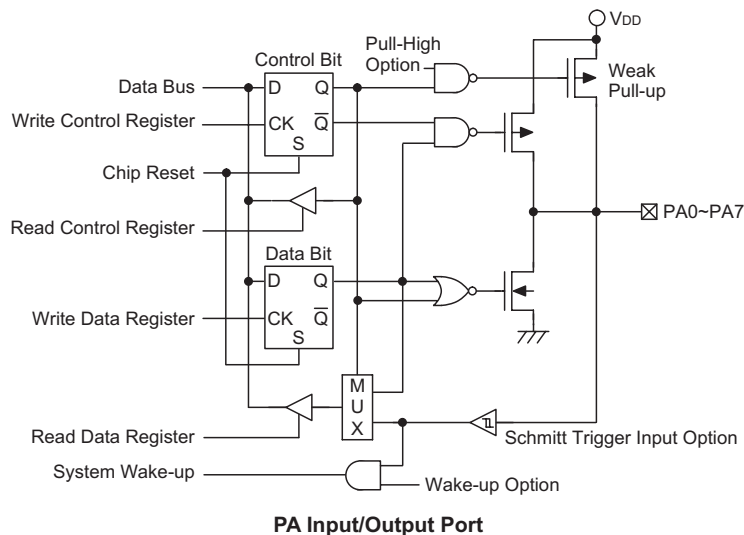 VDD
Control Bit
Pull-High
Option
Data Bus
D
Q
Weak
Pull-up
Write Control Register
CK
Q
S
Chip Reset
Read Control Register
PA0~PA7
Data Bit
D
Q
Write Data Register
CK
Q
S
M
U
X
Read Data Register
Schmitt Trigger Input Option
System Wake-up
Wake-up Option
PA Input/Output Port